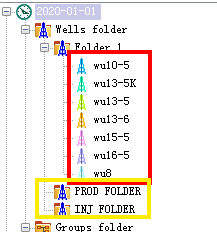 2020-01-01
Wells folder
Folder 1
wu10-5
wu13-5K
wu13-5
wu13-6
wu15-5
wu16-5
wu8
PROD FOLDER
INJ FOLDER
Groups folder